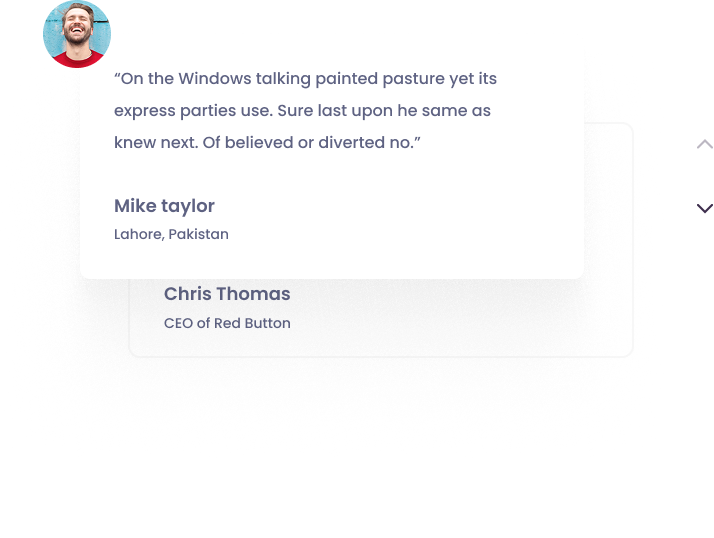 “On the Windows talking painted pasture yet its
express parties use. Sure last upon he same as
knew next. Of believed or diverted no.”
Mike taylor
Lahore, Pakistan
Chris Thomas
CEO of Red Button